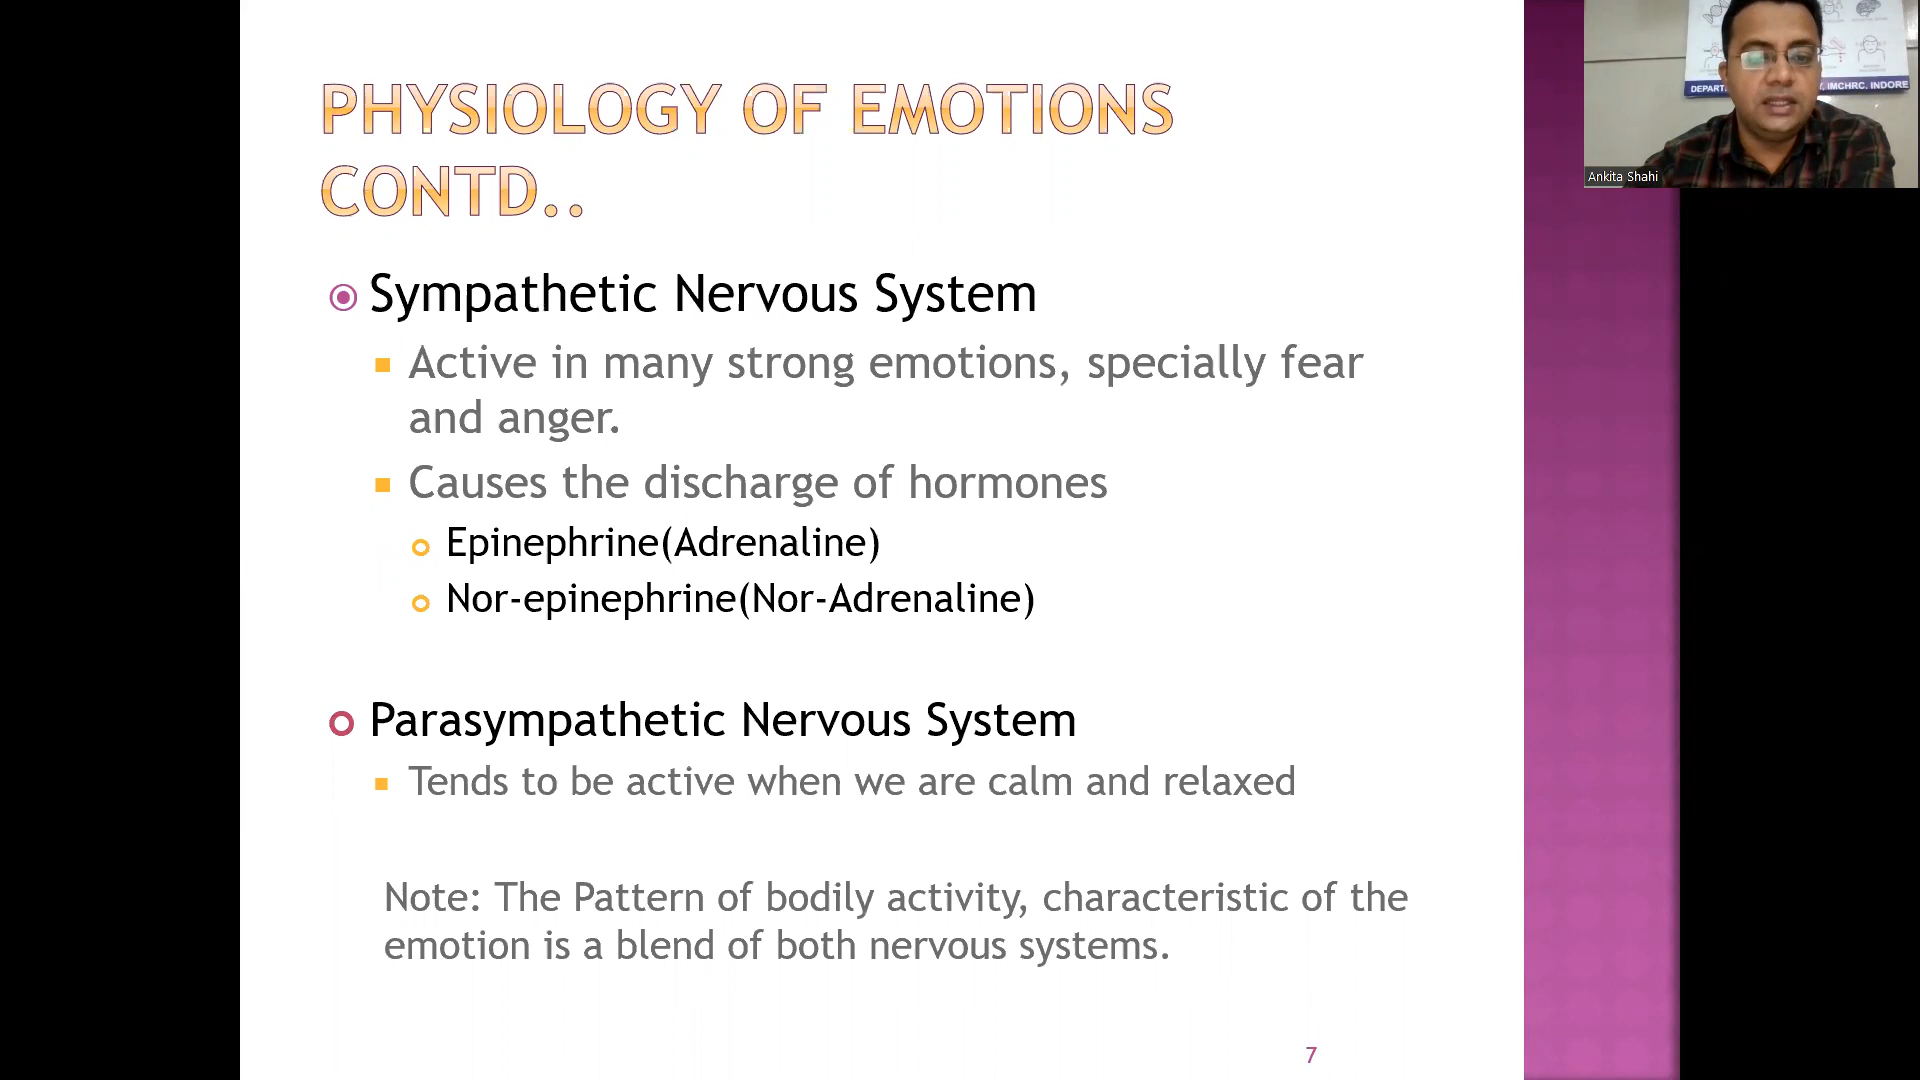 PHYSIOLOGY OF EMOTIONS
CONTD..
Sympathetic Nervous System
Active in many strong emotions, specially fear
and anger.
Causes the discharge of hormones
Epinephrine(Adrenaline)
Nor-epinephrine(Nor-Adrenaline)
Parasympathetic Nervous System
Tends to be active when we are calm and relaxed
Note: The Pattern of bodily activity, characteristic of the
emotion is a blend of both nervous systems.
7
IMCHRC. INDORE
Ankita Shahi